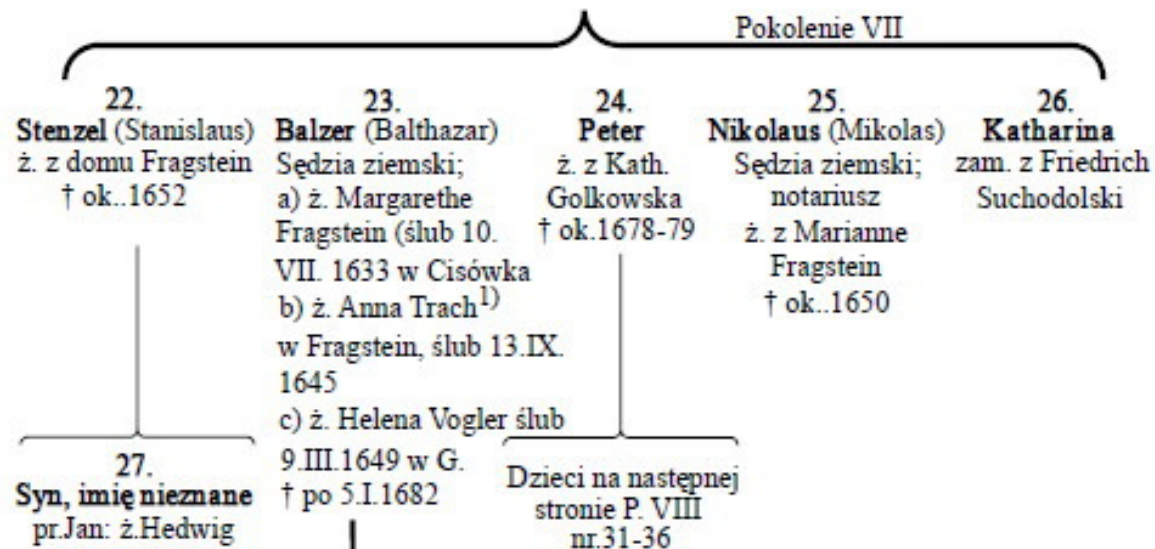 Pokolenie VII
22.
Stenzel (Stanislaus)
ż. z domu Fragstein
† ok..1652
23.
Balzer (Balthazar)
Sędzia ziemski;
a) ż. Margarethe
Fragstein (ślub 10.
VII. 1633 w Cisówka
b) ż. Anna Trach1)
w Fragstein, ślub 13.IX.
1645
c) ż. Helena Vogler ślub
9.III.1649 w G.
† po 5.I.1682
24.
Peter
ż. z Kath.
Golkowska
† ok.1678-79
25.
Nikolaus (Mikolas)
Sędzia ziemski;
notariusz
ż. z Marianne
Fragstein
† ok..1650
26.
Katharina
zam. z Friedrich
Suchodolski
27.
Syn, imię nieznane
pr.Jan: ż.Hedwig
Dzieci na następnej
stronie P. VIII
nr.31-36